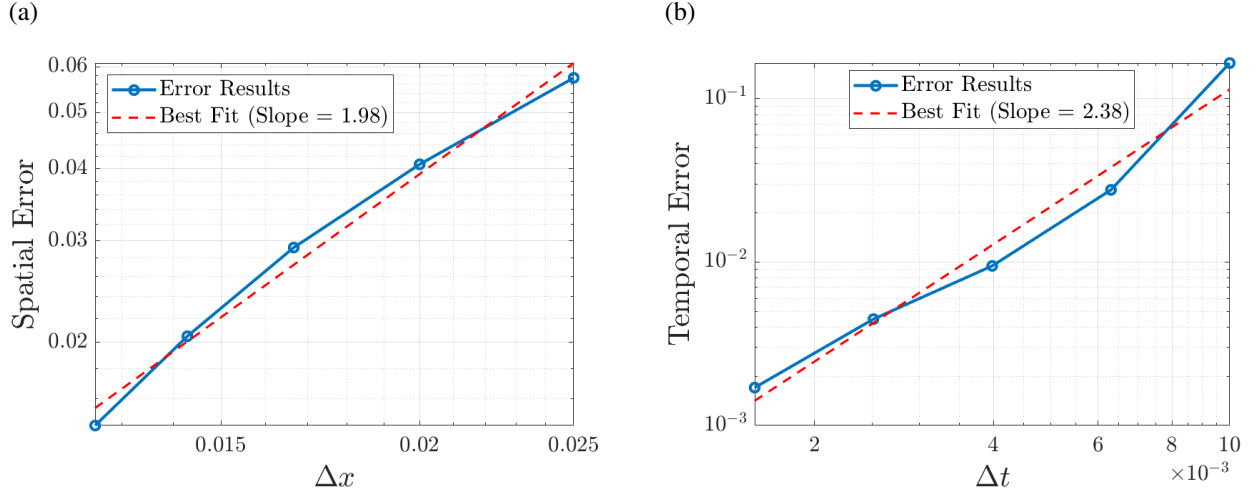 (a)
0.06
0.05
0.04
0.03
0.02
Spatial Error
Error Results
Best Fit (Slope = 1.98)
0.015
0.02
0.025
Δx
(b)
10⁻¹
10⁻²
10⁻³
Temporal Error
Error Results
Best Fit (Slope = 2.38)
2
4
6
8
10
×10⁻³
Δt